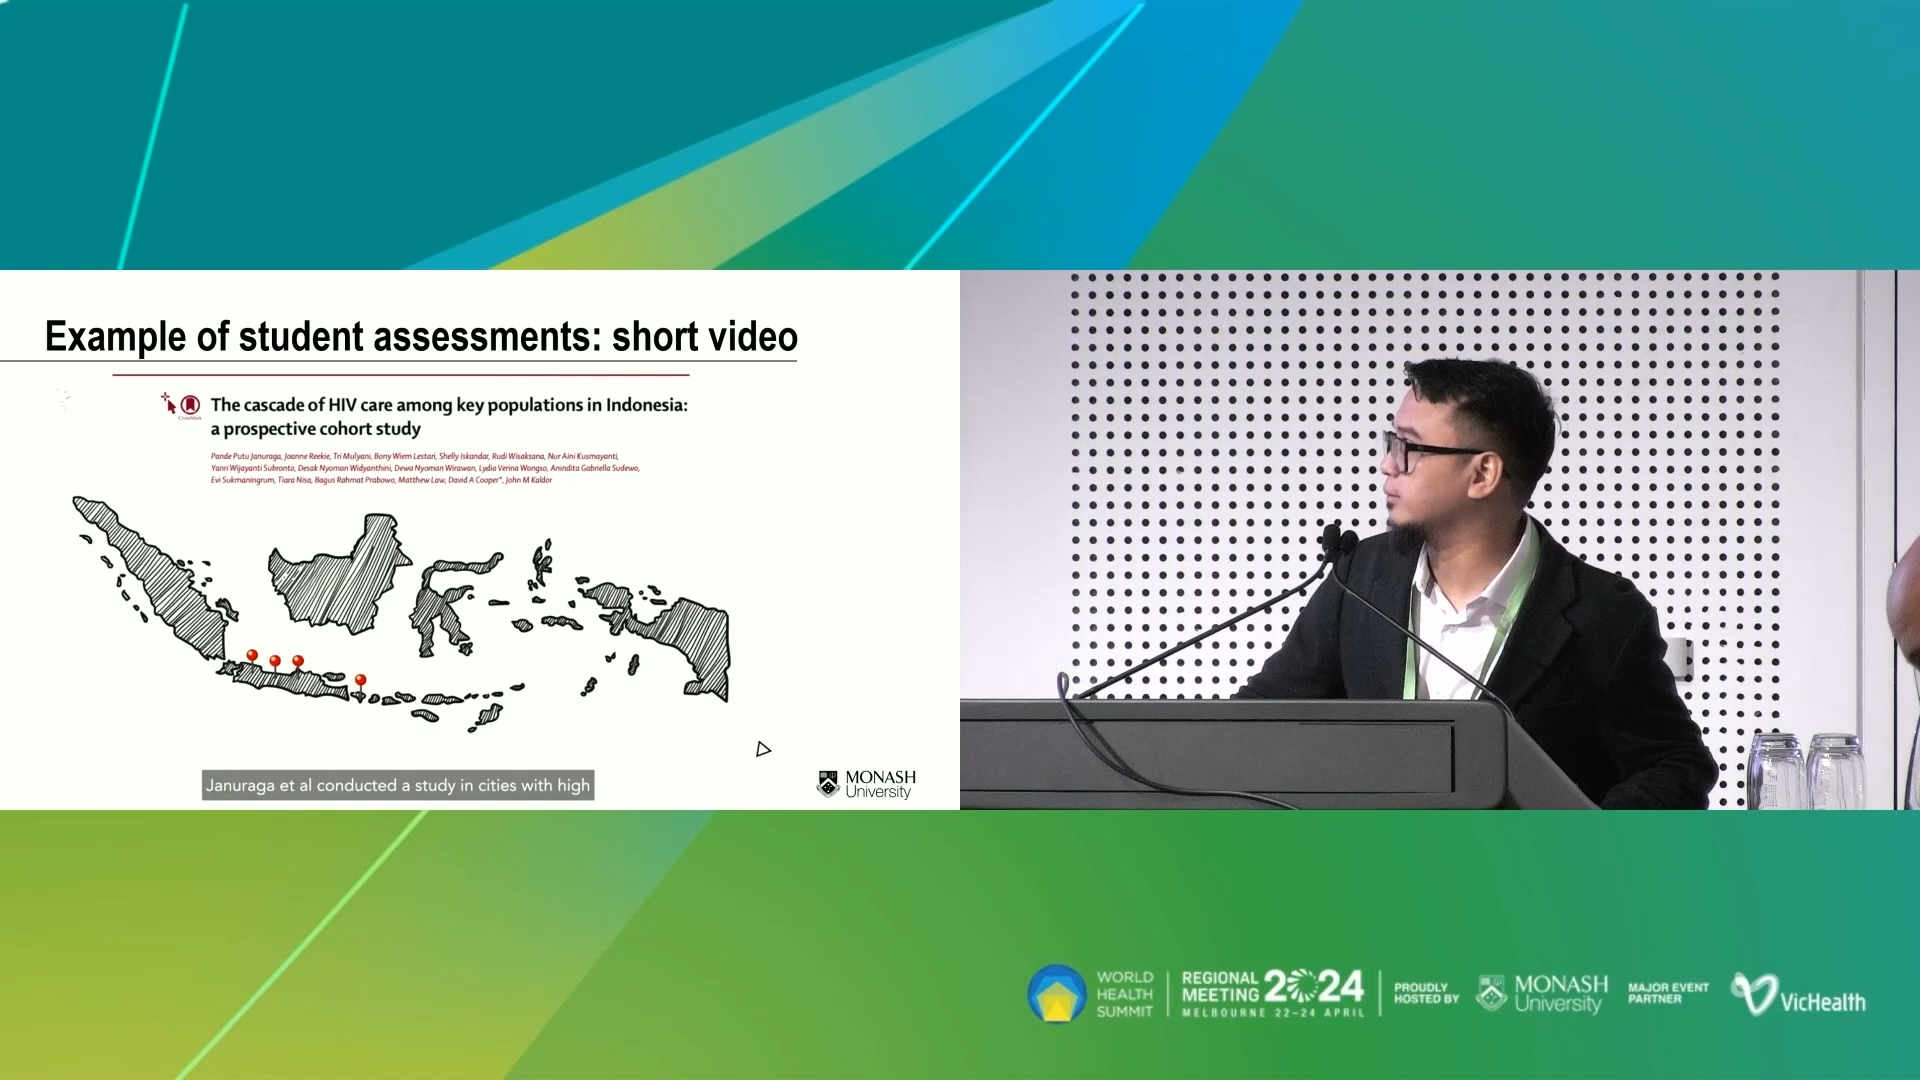 Example of student assessments: short video
CrossMark
The cascade of HIV care among key populations in Indonesia:
a prospective cohort study
Pande Putu Januraga, Joanne Reekie, Tri Mulyani, Bony Wiem Lestari, Shelly Iskandar, Rudi Wisaksana, Nur Aini Kusmayanti,
Yanri Wijayanti Subronto, Desak Nyoman Widyanthini, Dewa Nyoman Wirawan, Lydia Verina Wongso, Anindita Gabriella Sudewo,
Evi Sukmaningrum, Tiara Nisa, Bagus Rahmat Prabowo, Matthew Law, David A Cooper*, John M Kaldor
Januraga et al conducted a study in cities with high
MONASH
University
WORLD
HEALTH
SUMMIT
REGIONAL
MEETING 2024
MELBOURNE 22–24 APRIL
PROUDLY
HOSTED BY
MONASH
University
MAJOR EVENT
PARTNER
VicHealth